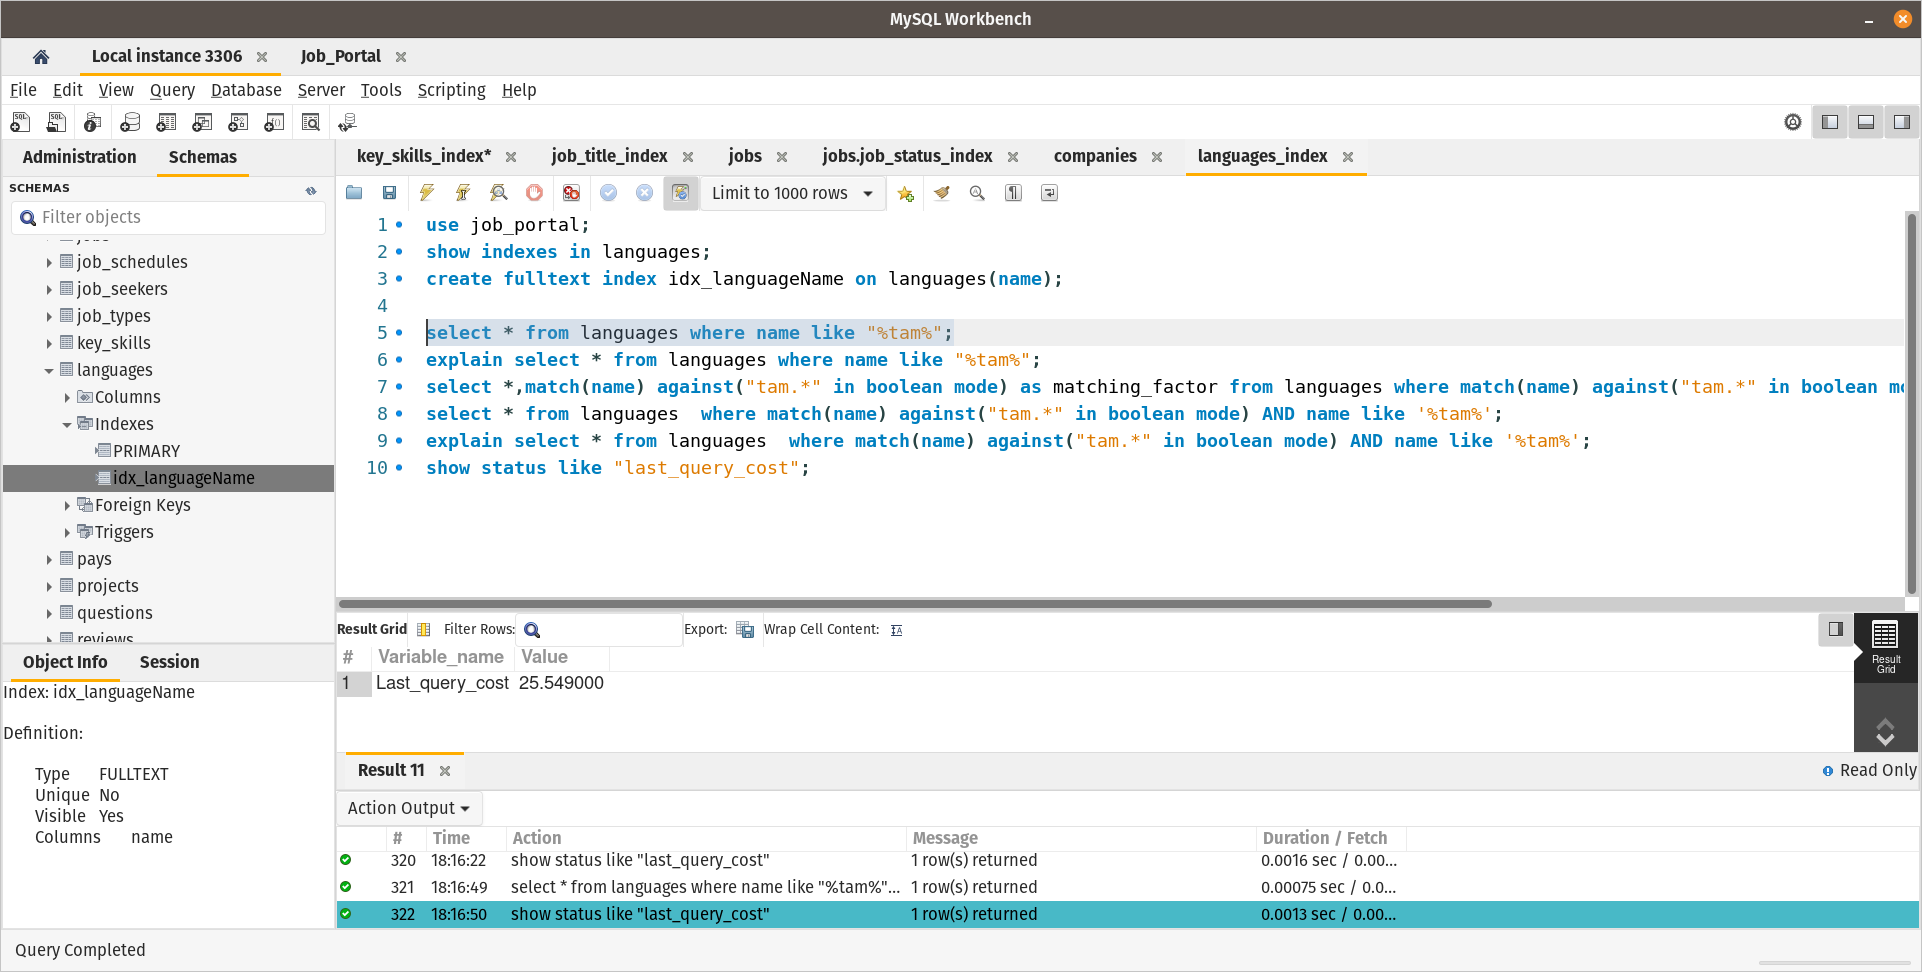 MySQL Workbench
Local instance 3306
Job_Portal
File Edit View Query Database Server Tools Scripting Help
Administration
Schemas
SCHEMAS
Filter objects
job_schedules
job_seekers
job_types
key_skills
languages
Columns
Indexes
PRIMARY
idx_languageName
Foreign Keys
Triggers
pays
projects
questions
reviews
Object Info
Session
Index: idx_languageName
Definition:
Type FULLTEXT
Unique No
Visible Yes
Columns name
key_skills_index* job_title_index jobs jobs.job_status_index companies languages_index
Limit to 1000 rows
1 use job_portal;
2 show indexes in languages;
3 create fulltext index idx_languageName on languages(name);
4
5 select * from languages where name like "%tam%";
6 explain select * from languages where name like "%tam%";
7 select *,match(name) against("tam.*" in boolean mode) as matching_factor from languages where match(name) against("tam.*" in boolean
8 select * from languages  where match(name) against("tam.*" in boolean mode) AND name like '%tam%';
9 explain select * from languages  where match(name) against("tam.*" in boolean mode) AND name like '%tam%';
10 show status like "last_query_cost";
Result Grid Filter Rows: Export: Wrap Cell Content:
# Variable_name Value
1 Last_query_cost 25.549000
Result Grid
Result 11
Read Only
Action Output
# Time Action Message Duration / Fetch
320 18:16:22 show status like "last_query_cost" 1 row(s) returned 0.0016 sec / 0.00...
321 18:16:49 select * from languages where name like "%tam%"... 1 row(s) returned 0.00075 sec / 0.0...
322 18:16:50 show status like "last_query_cost" 1 row(s) returned 0.0013 sec / 0.00...
Query Completed